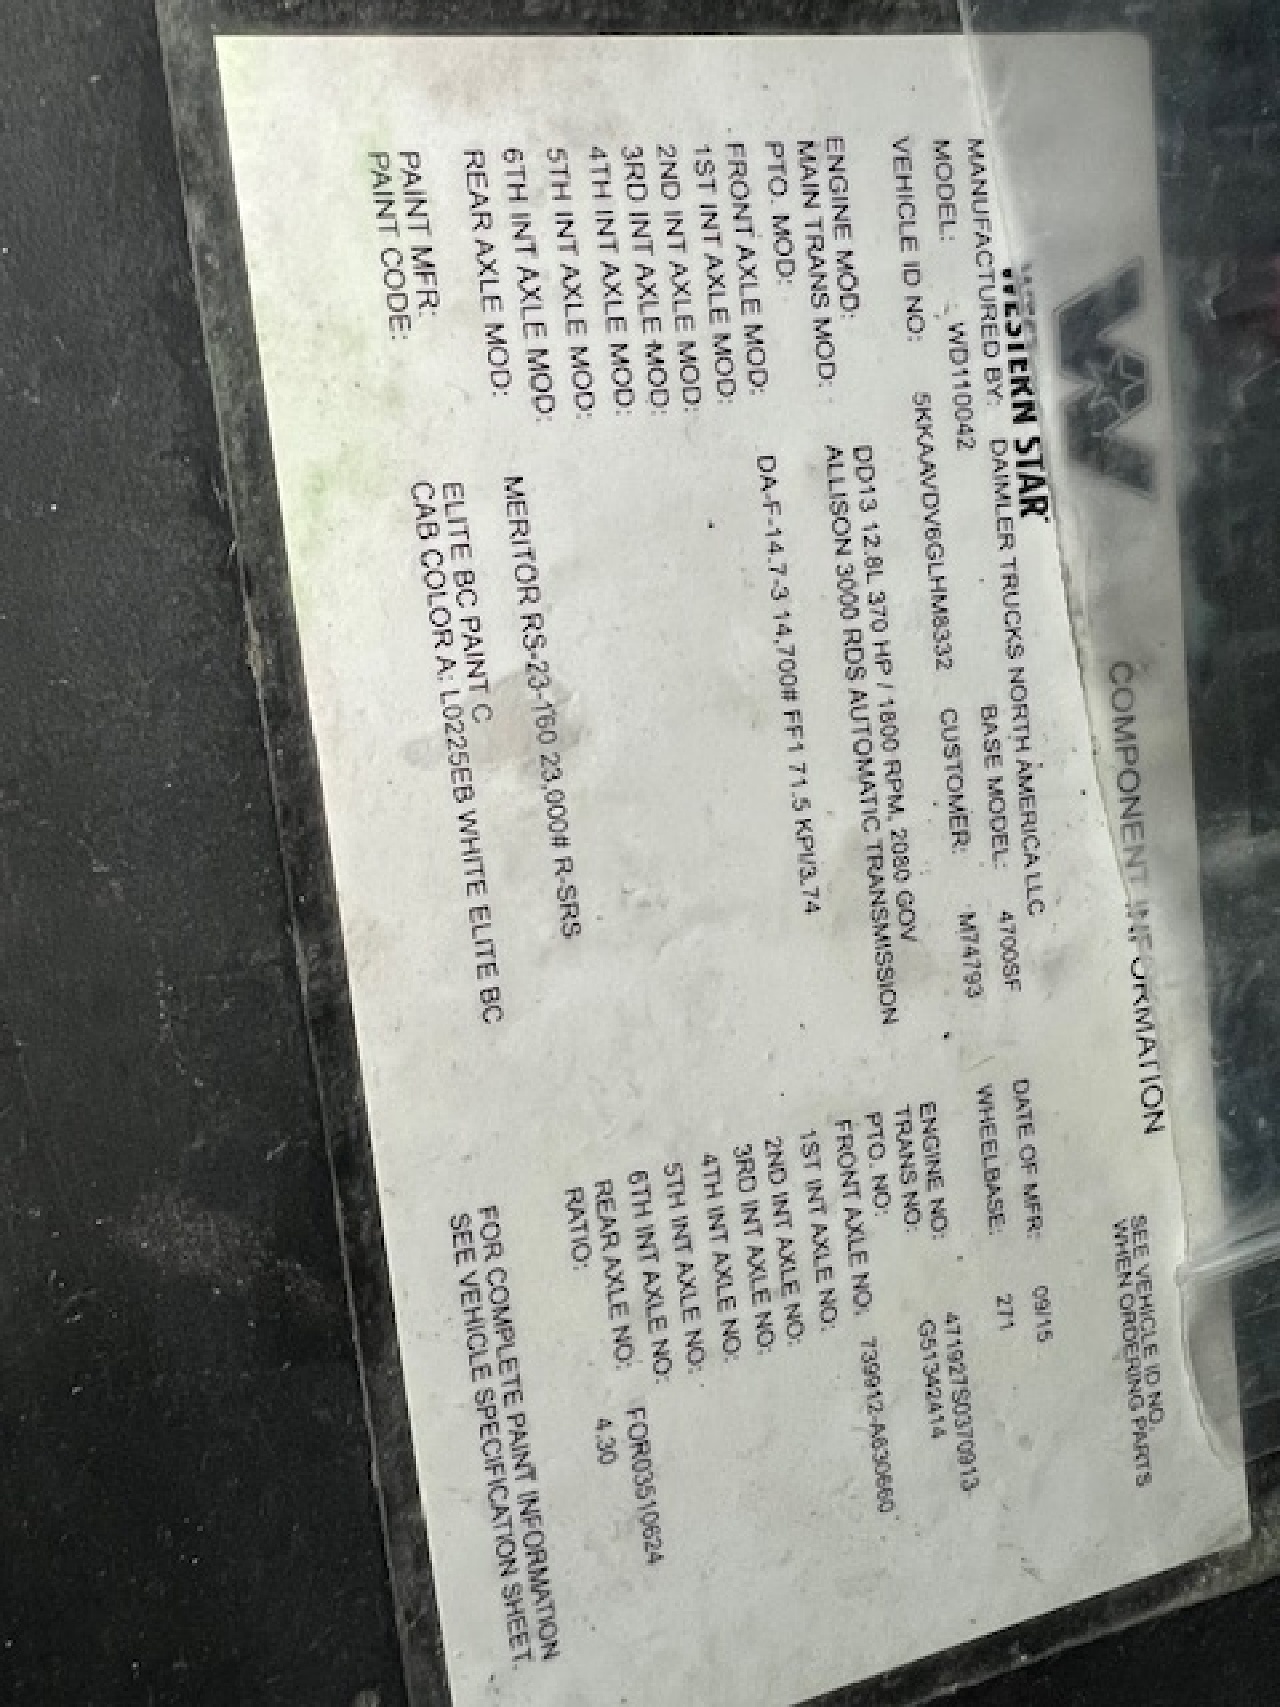 WESTERN STAR
COMPONENT INFORMATION
SEE VEHICLE ID NO.
WHEN ORDERING PARTS
MANUFACTURED BY: DAIMLER TRUCKS NORTH AMERICA LLC DATE OF MFR: 09/15
MODEL: WD110042 BASE MODEL: 4700SF WHEELBASE: 271
VEHICLE ID NO: 5KKAAVDV6GLHM8332 CUSTOMER: M74793
ENGINE MOD: DD13 12.8L 370 HP / 1800 RPM, 2080 GOV ENGINE NO: 471927S0370913
MAIN TRANS MOD: ALLISON 3000 RDS AUTOMATIC TRANSMISSION TRANS NO: G51342414
PTO. MOD: PTO. NO:
FRONT AXLE MOD: DA-F-14.7-3 14,700# FF1 71.5 KPI/3.74 FRONT AXLE NO: 739912-A630660
1ST INT AXLE MOD: 1ST INT AXLE NO:
2ND INT AXLE MOD: 2ND INT AXLE NO:
3RD INT AXLE MOD: 3RD INT AXLE NO:
4TH INT AXLE MOD: 4TH INT AXLE NO:
5TH INT AXLE MOD: 5TH INT AXLE NO:
6TH INT AXLE MOD: 6TH INT AXLE NO:
REAR AXLE MOD: MERITOR RS-23-160 23,000# R-SRS REAR AXLE NO: FOR03510624
RATIO: 4.30
PAINT MFR: ELITE BC PAINT C FOR COMPLETE PAINT INFORMATION
PAINT CODE: CAB COLOR A: L0225EB WHITE ELITE BC SEE VEHICLE SPECIFICATION SHEET.